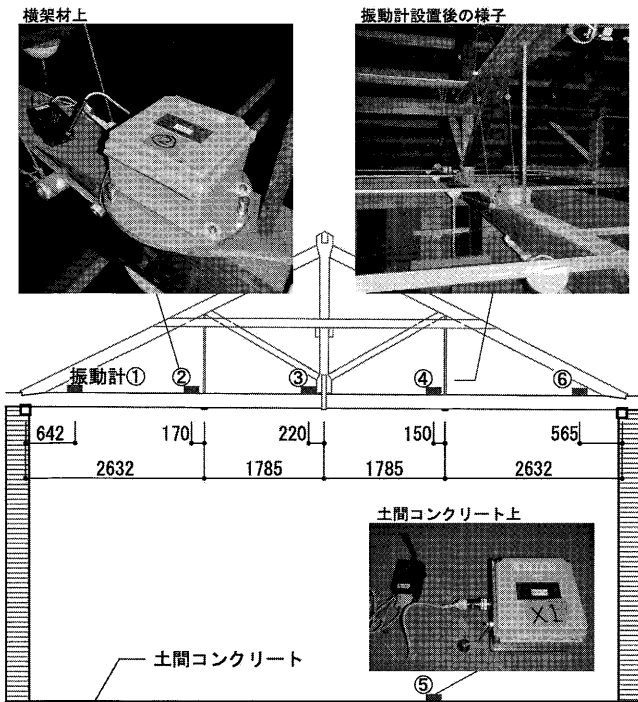 横架材上
振動計設置後の様子
②
振動計①
②
③
④
⑥
642
170
220
150
565
2632
1785
1785
2632
土間コンクリート上
X1
土間コンクリート
⑤